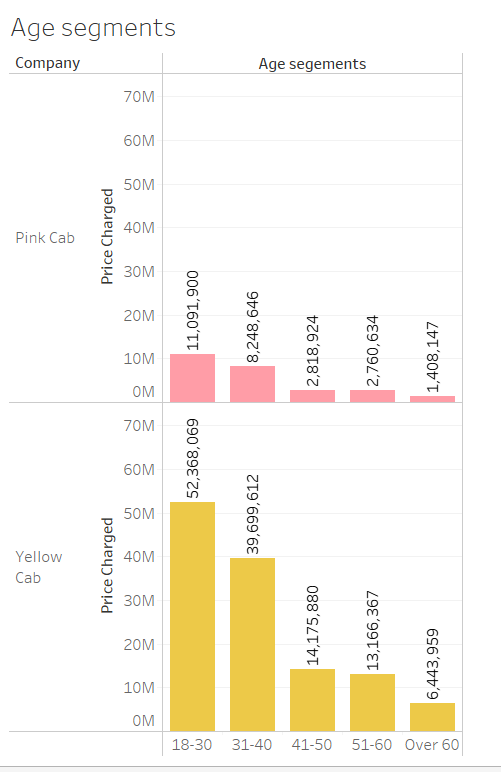 Age segments
Company
Age segements
Pink Cab
Price Charged
70M
60M
50M
40M
30M
20M
10M
0M
11,091,900
8,248,646
2,818,924
2,760,634
1,408,147
Yellow
Cab
Price Charged
70M
60M
50M
40M
30M
20M
10M
0M
52,368,069
39,699,612
14,175,880
13,166,367
6,443,959
18-30
31-40
41-50
51-60
Over 60